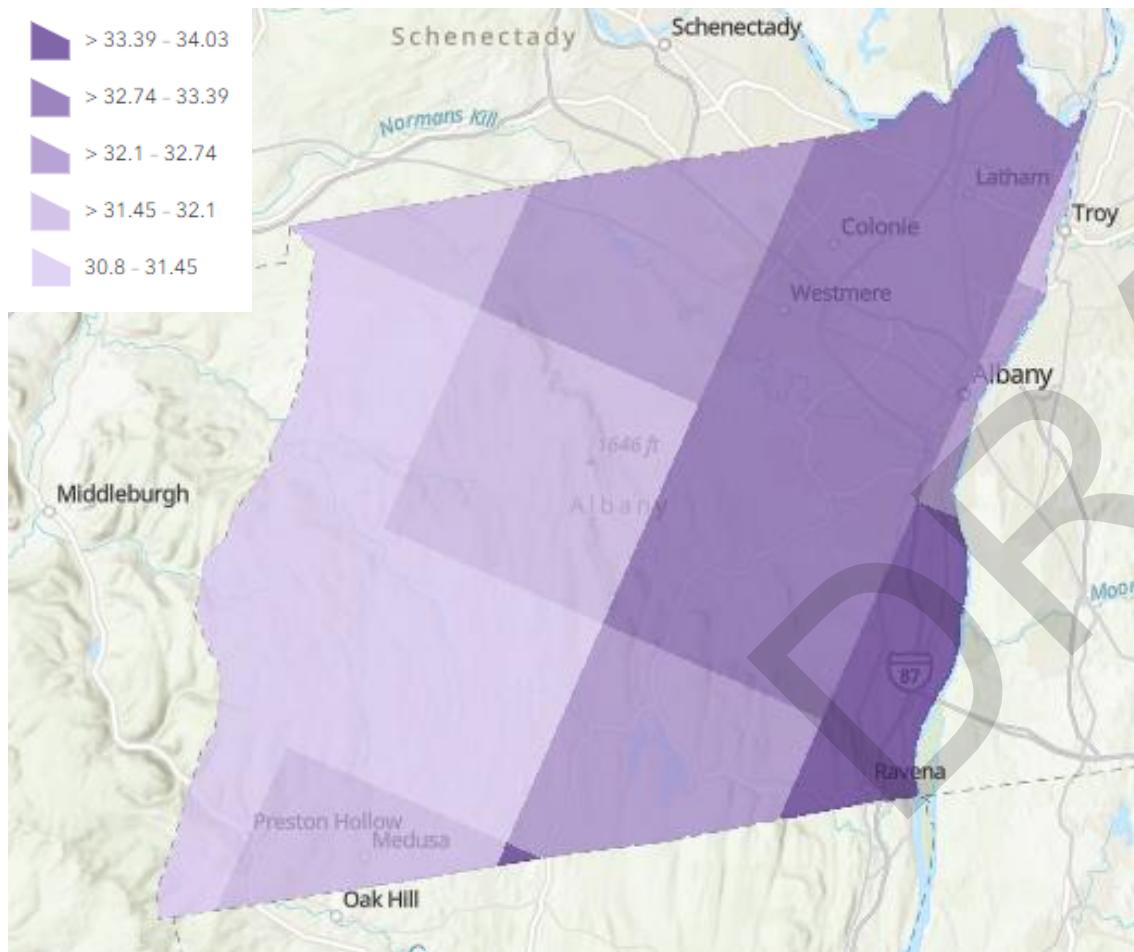 > 33.39 - 34.03
> 32.74 - 33.39
> 32.1 - 32.74
> 31.45 - 32.1
30.8 - 31.45
Schenectady
Schenectady
Normans Kill
Latham
Troy
Colonie
Westmere
Albany
1646 ft
Albany
Middleburgh
87
Ravena
Preston Hollow
Medusa
Oak Hill